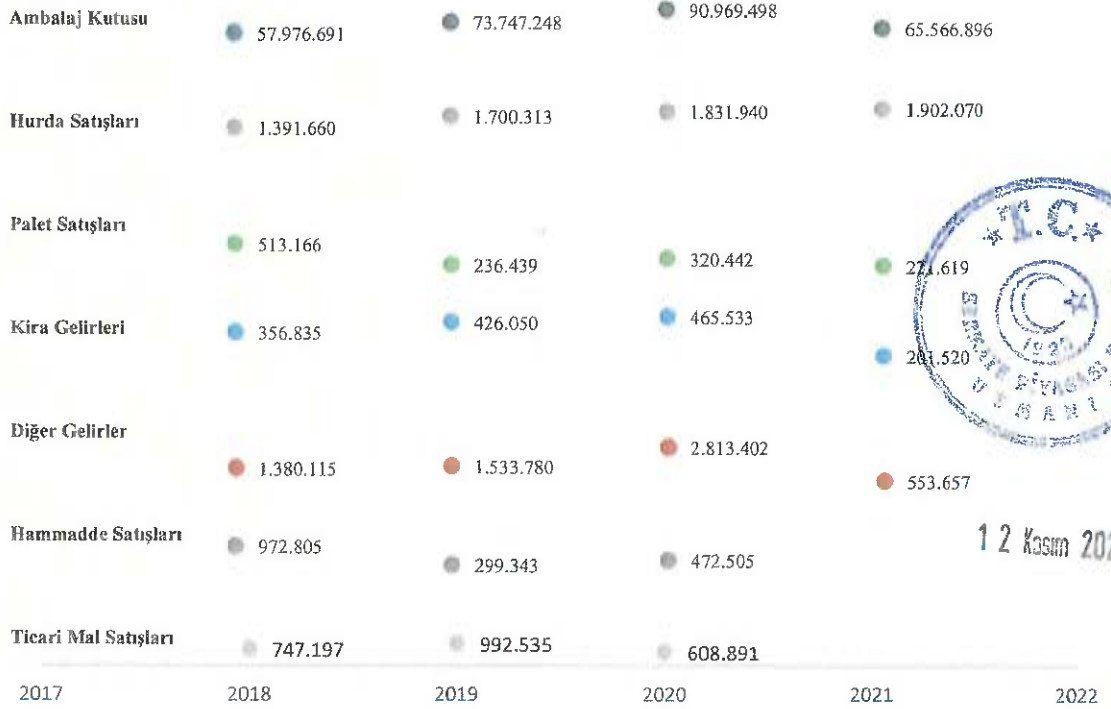 Ambalaj Kutusu 57.976.691 73.747.248 90.969.498 65.566.896
Hurda Satışları 1.391.660 1.700.313 1.831.940 1.902.070
Palet Satışları 513.166 236.439 320.442 271.619
Kira Gelirleri 356.835 426.050 465.533 201.520
Diğer Gelirler 1.380.115 1.533.780 2.813.402 553.657
Hammadde Satışları 972.805 299.343 472.505
Ticari Mal Satışları 747.197 992.535 608.891
2017 2018 2019 2020 2021 2022
T.C.
12 Kasım